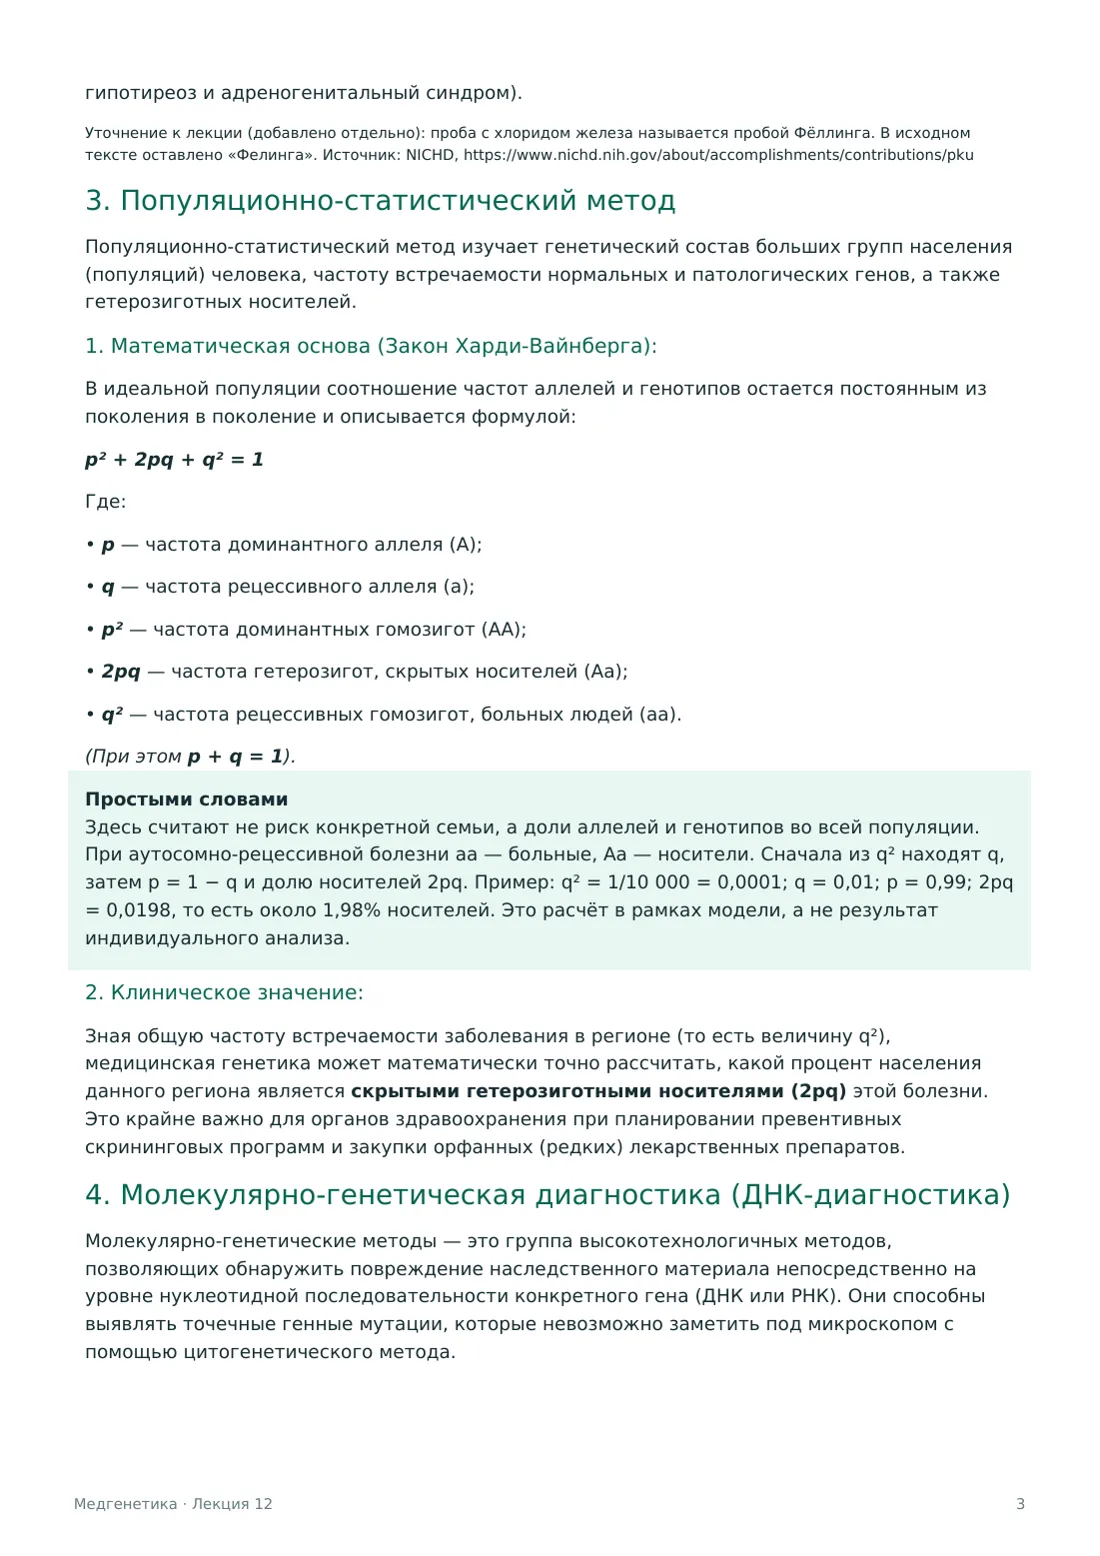 гипотиреоз и адреногенитальный синдром).
Уточнение к лекции (добавлено отдельно): проба с хлоридом железа называется пробой Фёллинга. В исходном
тексте оставлено «Фелинга». Источник: NICHD, https://www.nichd.nih.gov/about/accomplishments/contributions/pku
3. Популяционно-статистический метод
Популяционно-статистический метод изучает генетический состав больших групп населения
(популяций) человека, частоту встречаемости нормальных и патологических генов, а также
гетерозиготных носителей.
1. Математическая основа (Закон Харди-Вайнберга):
В идеальной популяции соотношение частот аллелей и генотипов остается постоянным из
поколения в поколение и описывается формулой:
p² + 2pq + q² = 1
Где:
• p — частота доминантного аллеля (А);
• q — частота рецессивного аллеля (а);
• p² — частота доминантных гомозигот (АА);
• 2pq — частота гетерозигот, скрытых носителей (Аа);
• q² — частота рецессивных гомозигот, больных людей (аа).
(При этом p + q = 1).
Простыми словами
Здесь считают не риск конкретной семьи, а доли аллелей и генотипов во всей популяции.
При аутосомно-рецессивной болезни аа — больные, Аа — носители. Сначала из q² находят q,
затем p = 1 − q и долю носителей 2pq. Пример: q² = 1/10 000 = 0,0001; q = 0,01; p = 0,99; 2pq
= 0,0198, то есть около 1,98% носителей. Это расчёт в рамках модели, а не результат
индивидуального анализа.
2. Клиническое значение:
Зная общую частоту встречаемости заболевания в регионе (то есть величину q²),
медицинская генетика может математически точно рассчитать, какой процент населения
данного региона является скрытыми гетерозиготными носителями (2pq) этой болезни.
Это крайне важно для органов здравоохранения при планировании превентивных
скрининговых программ и закупки орфанных (редких) лекарственных препаратов.
4. Молекулярно-генетическая диагностика (ДНК-диагностика)
Молекулярно-генетические методы — это группа высокотехнологичных методов,
позволяющих обнаружить повреждение наследственного материала непосредственно на
уровне нуклеотидной последовательности конкретного гена (ДНК или РНК). Они способны
выявлять точечные генные мутации, которые невозможно заметить под микроскопом с
помощью цитогенетического метода.
Медгенетика · Лекция 12
3